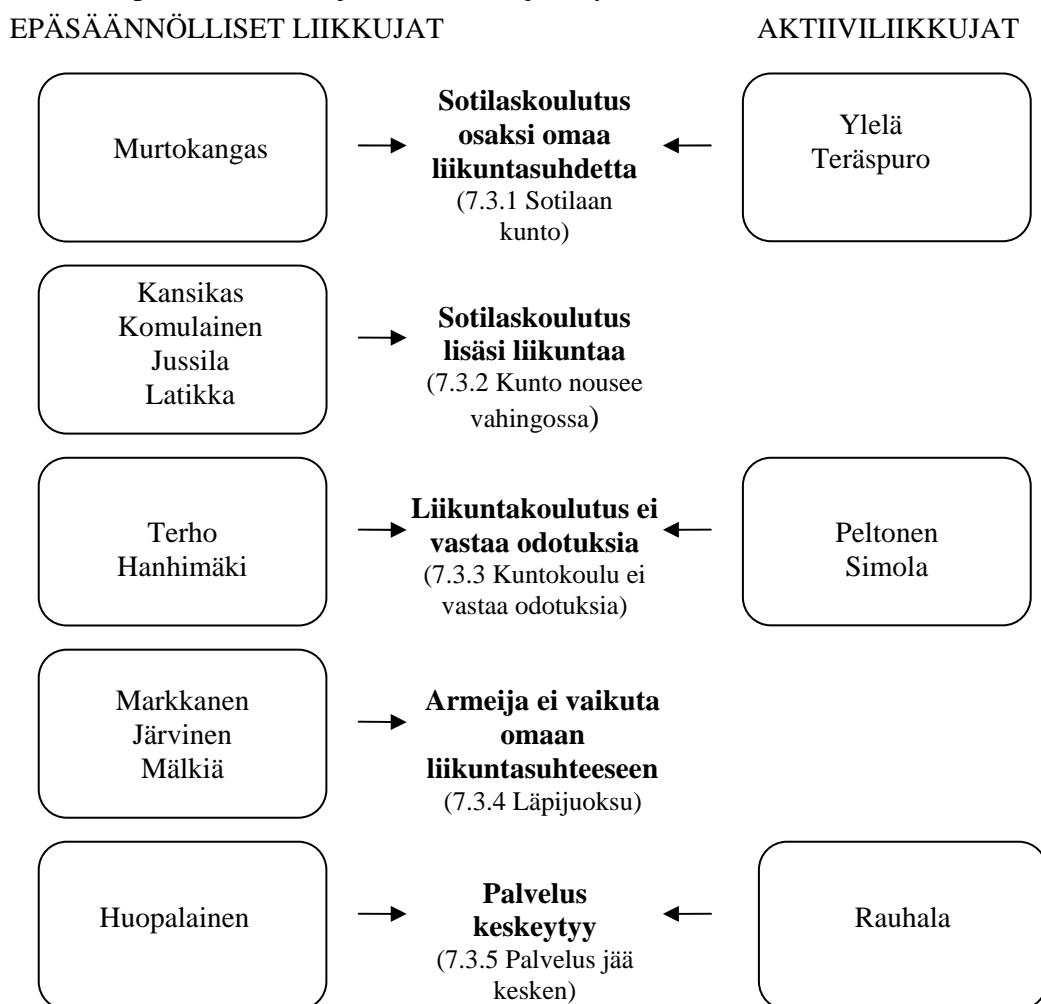 EPÄSÄÄNNÖLLISET LIIKKUJAT
AKTIIVILIIKKUJAT
Murtokangas
Sotilaskoulutus
osaksi omaa
liikuntasuhdetta
(7.3.1 Sotilaan
kunto)
Ylelä
Teräspuro
Kansikas
Komulainen
Jussila
Latikka
Sotilaskoulutus
lisäsi liikuntaa
(7.3.2 Kunto nousee
vahingossa)
Terho
Hanhimäki
Liikuntakoulutus ei
vastaa odotuksia
(7.3.3 Kuntokoulu ei
vastaa odotuksia)
Peltonen
Simola
Markkanen
Järvinen
Mälkiä
Armeija ei vaikuta
omaan
liikuntasuhteeseen
(7.3.4 Läpijuoksu)
Huopalainen
Palvelus
keskeytyy
(7.3.5 Palvelus jää
kesken)
Rauhala